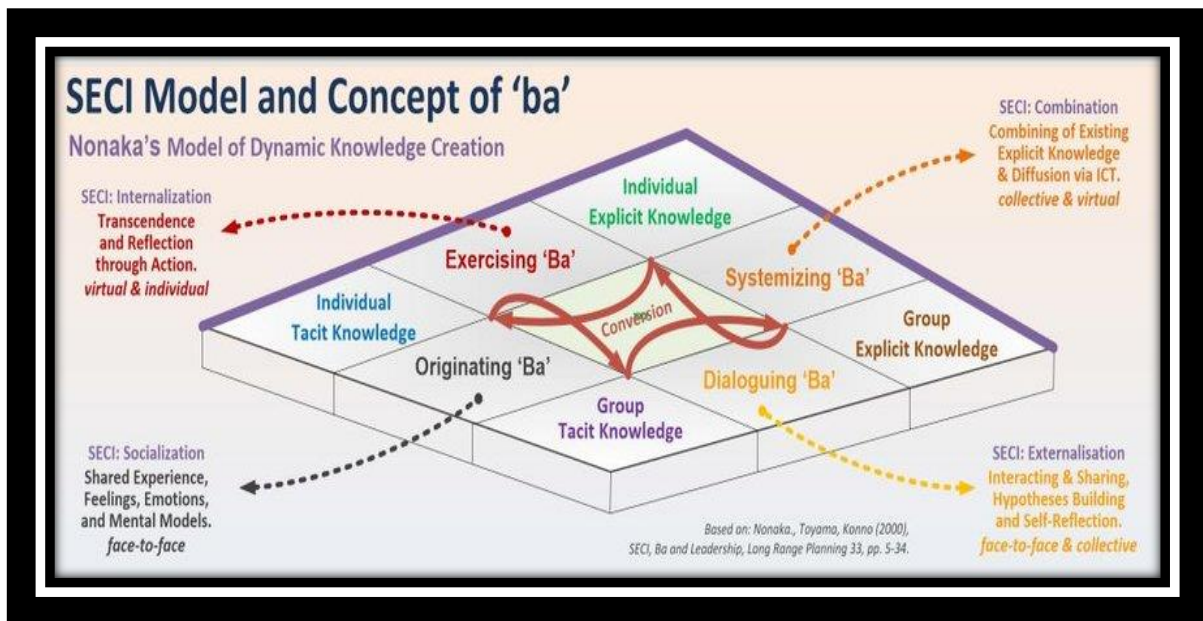 SECI Model and Concept of ‘ba’
Nonaka’s Model of Dynamic Knowledge Creation
SECI: Internalization
Transcendence
and Reflection
through Action.
virtual & individual
SECI: Combination
Combining of Existing
Explicit Knowledge
& Diffusion via ICT.
collective & virtual
Individual
Explicit Knowledge
Exercising ‘Ba’
Systemizing ‘Ba’
Individual
Tacit Knowledge
Conversion
Group
Explicit Knowledge
Originating ‘Ba’
Dialoguing ‘Ba’
Group
Tacit Knowledge
SECI: Socialization
Shared Experience,
Feelings, Emotions,
and Mental Models.
face-to-face
SECI: Externalisation
Interacting & Sharing,
Hypotheses Building
and Self-Reflection.
face-to-face & collective
Based on: Nonaka., Toyama, Konno (2000),
SECI, Ba and Leadership, Long Range Planning 33, pp. 5-34.